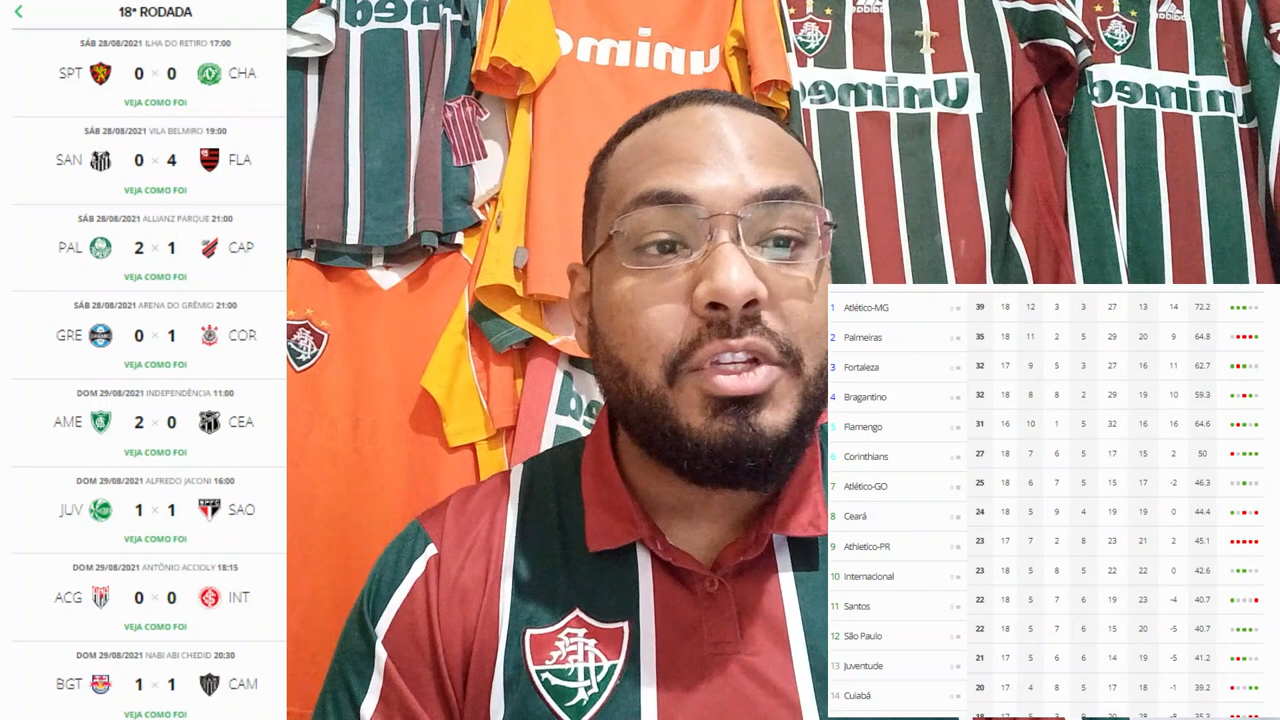 18ª RODADA
SÁB 28/08/2021 ILHA DO RETIRO 17:00
SPT 0 × 0 CHA
VEJA COMO FOI
SÁB 28/08/2021 VILA BELMIRO 19:00
SAN 0 × 4 FLA
VEJA COMO FOI
SÁB 28/08/2021 ALLIANZ PARQUE 21:00
PAL 2 × 1 CAP
VEJA COMO FOI
SÁB 28/08/2021 ARENA DO GRÊMIO 21:00
GRE 0 × 1 COR
VEJA COMO FOI
DOM 29/08/2021 INDEPENDÊNCIA 11:00
AME 2 × 0 CEA
VEJA COMO FOI
DOM 29/08/2021 ALFREDO JACONI 16:00
JUV 1 × 1 SAO
VEJA COMO FOI
DOM 29/08/2021 ANTÔNIO ACCIOLY 18:15
ACG 0 × 0 INT
VEJA COMO FOI
DOM 29/08/2021 NABI ABI CHEDID 20:30
BGT 1 × 1 CAM
VEJA COMO FOI
Unimed
Unimed
Unimed
1 Atlético-MG 39 18 12 3 3 27 13 14 72.2
2 Palmeiras 35 18 11 2 5 29 20 9 64.8
3 Fortaleza 32 17 9 5 3 27 16 11 62.7
4 Bragantino 32 18 8 8 2 29 19 10 59.3
5 Flamengo 31 16 10 1 5 32 16 16 64.6
6 Corinthians 27 18 7 6 5 17 15 2 50
7 Atlético-GO 25 18 6 7 5 15 17 -2 46.3
8 Ceará 24 18 5 9 4 19 19 0 44.4
9 Athletico-PR 23 17 7 2 8 23 21 2 45.1
10 Internacional 23 18 5 8 5 22 22 0 42.6
11 Santos 22 18 5 7 6 19 23 -4 40.7
12 São Paulo 22 18 5 7 6 15 20 -5 40.7
13 Juventude 21 17 5 6 6 14 19 -5 41.2
14 Cuiabá 20 17 4 8 5 17 18 -1 39.2